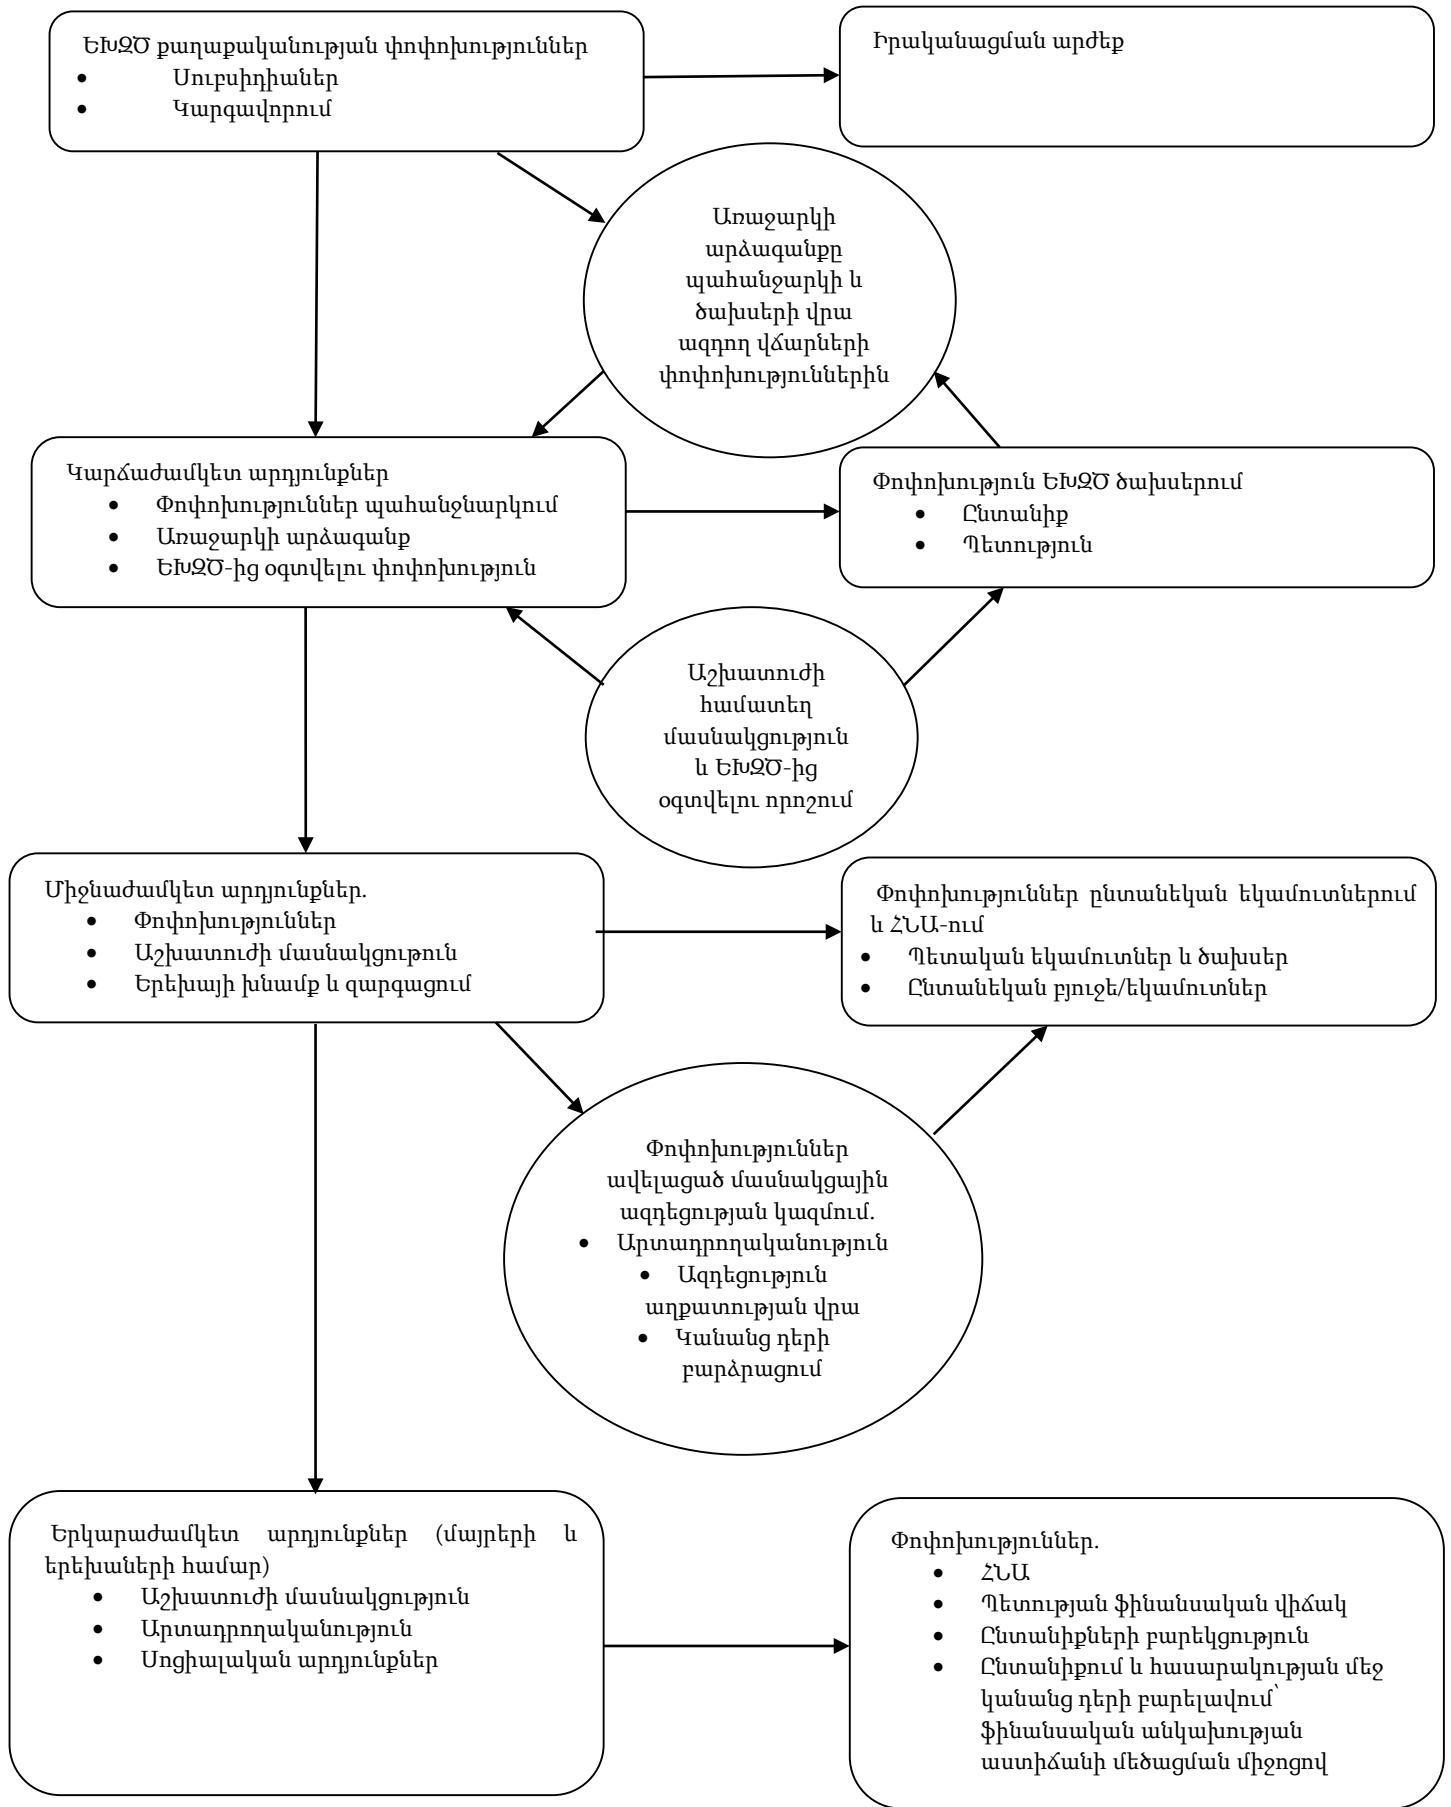 ԵԽԶԾ քաղաքականության փոփոխություններ
• Սուբսիդիաներ
• Կարգավորում
Իրականացման արժեք
Առաջարկի
արձագանքը
պահանջարկի և
ծախսերի վրա
ազդող վճարների
փոփոխություններին
Կարճաժամկետ արդյունքներ
• Փոփոխություններ պահանջնարկում
• Առաջարկի արձագանք
• ԵԽԶԾ-ից օգտվելու փոփոխություն
Փոփոխություն ԵԽԶԾ ծախսերում
• Ընտանիք
• Պետություն
Աշխատուժի
համատեղ
մասնակցություն
և ԵԽԶԾ-ից
օգտվելու որոշում
Միջնաժամկետ արդյունքներ.
• Փոփոխություններ
• Աշխատուժի մասնակցութուն
• Երեխայի խնամք և զարգացում
Փոփոխություններ ընտանեկան եկամուտներում
և ՀՆԱ-ում
• Պետական եկամուտներ և ծախսեր
• Ընտանեկան բյուջե/եկամուտներ
Փոփոխություններ
ավելացած մասնակցային
ազդեցության կազմում.
• Արտադրողականություն
• Ազդեցություն
աղքատության վրա
• Կանանց դերի
բարձրացում
Երկարաժամկետ արդյունքներ (մայրերի և
երեխաների համար)
• Աշխատուժի մասնակցություն
• Արտադրողականություն
• Սոցիալական արդյունքներ
Փոփոխություններ.
• ՀՆԱ
• Պետության ֆինանսական վիճակ
• Ընտանիքների բարեկցություն
• Ընտանիքում և հասարակության մեջ
կանանց դերի բարելավում՝
ֆինանսական անկախության
աստիճանի մեծացման միջոցով